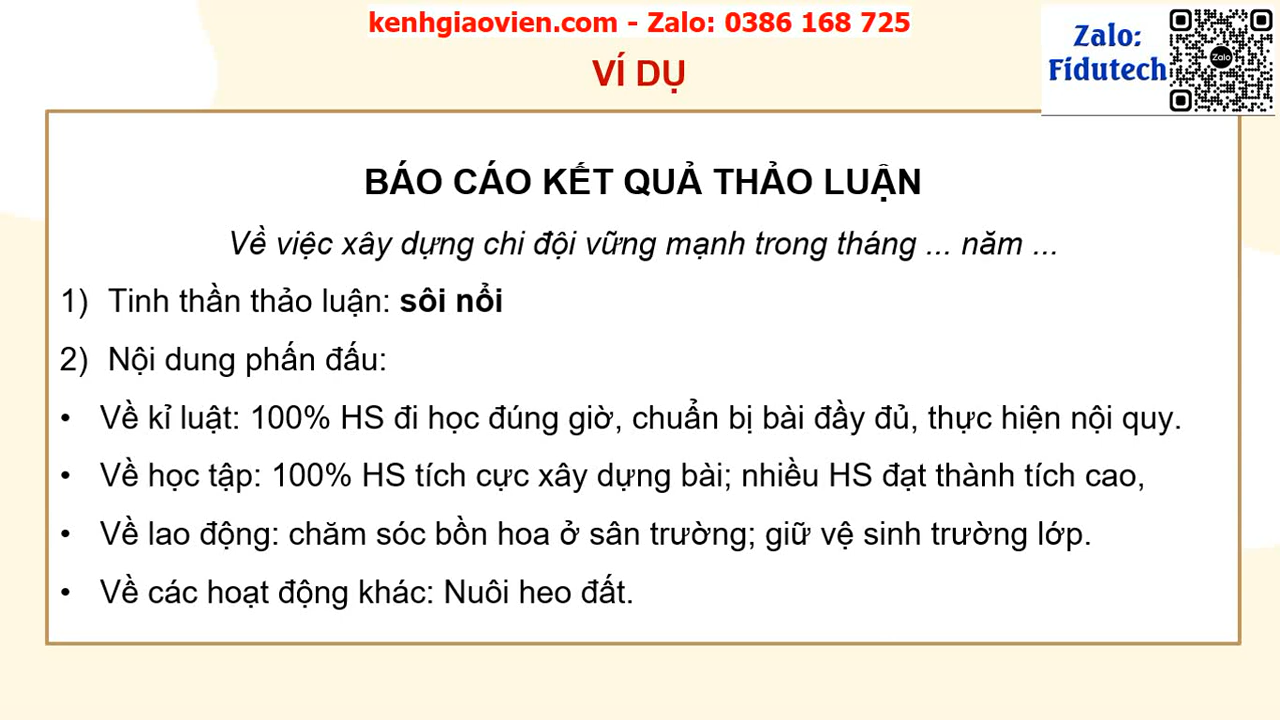 kenhgiaovien.com - Zalo: 0386 168 725
Zalo:
Fidutech
Zalo
VÍ DỤ
BÁO CÁO KẾT QUẢ THẢO LUẬN
Về việc xây dựng chi đội vững mạnh trong tháng ... năm ...
1) Tinh thần thảo luận: sôi nổi
2) Nội dung phấn đấu:
• Về kỉ luật: 100% HS đi học đúng giờ, chuẩn bị bài đầy đủ, thực hiện nội quy.
• Về học tập: 100% HS tích cực xây dựng bài; nhiều HS đạt thành tích cao,
• Về lao động: chăm sóc bồn hoa ở sân trường; giữ vệ sinh trường lớp.
• Về các hoạt động khác: Nuôi heo đất.